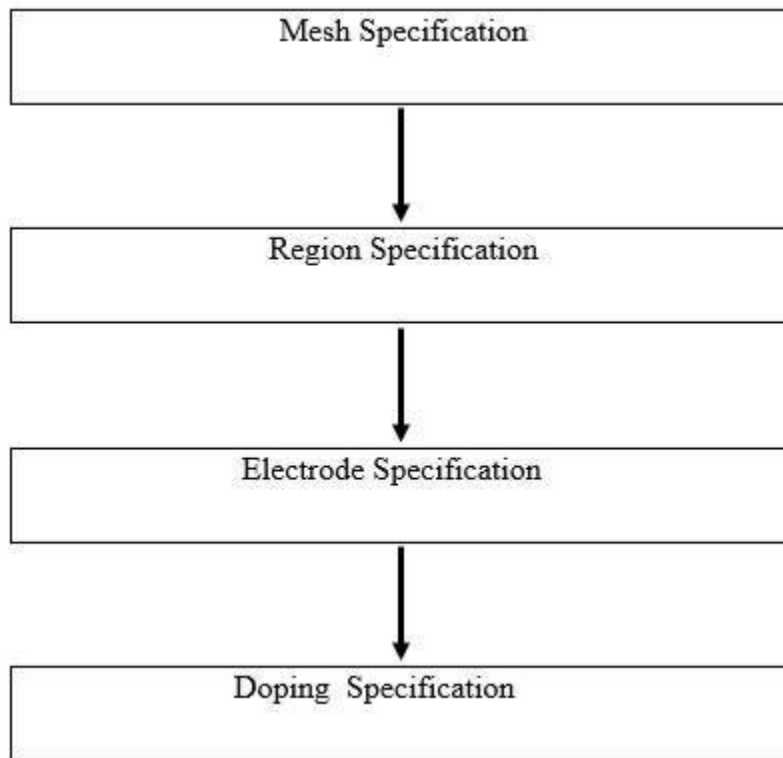 Mesh Specification
Region Specification
Electrode Specification
Doping Specification